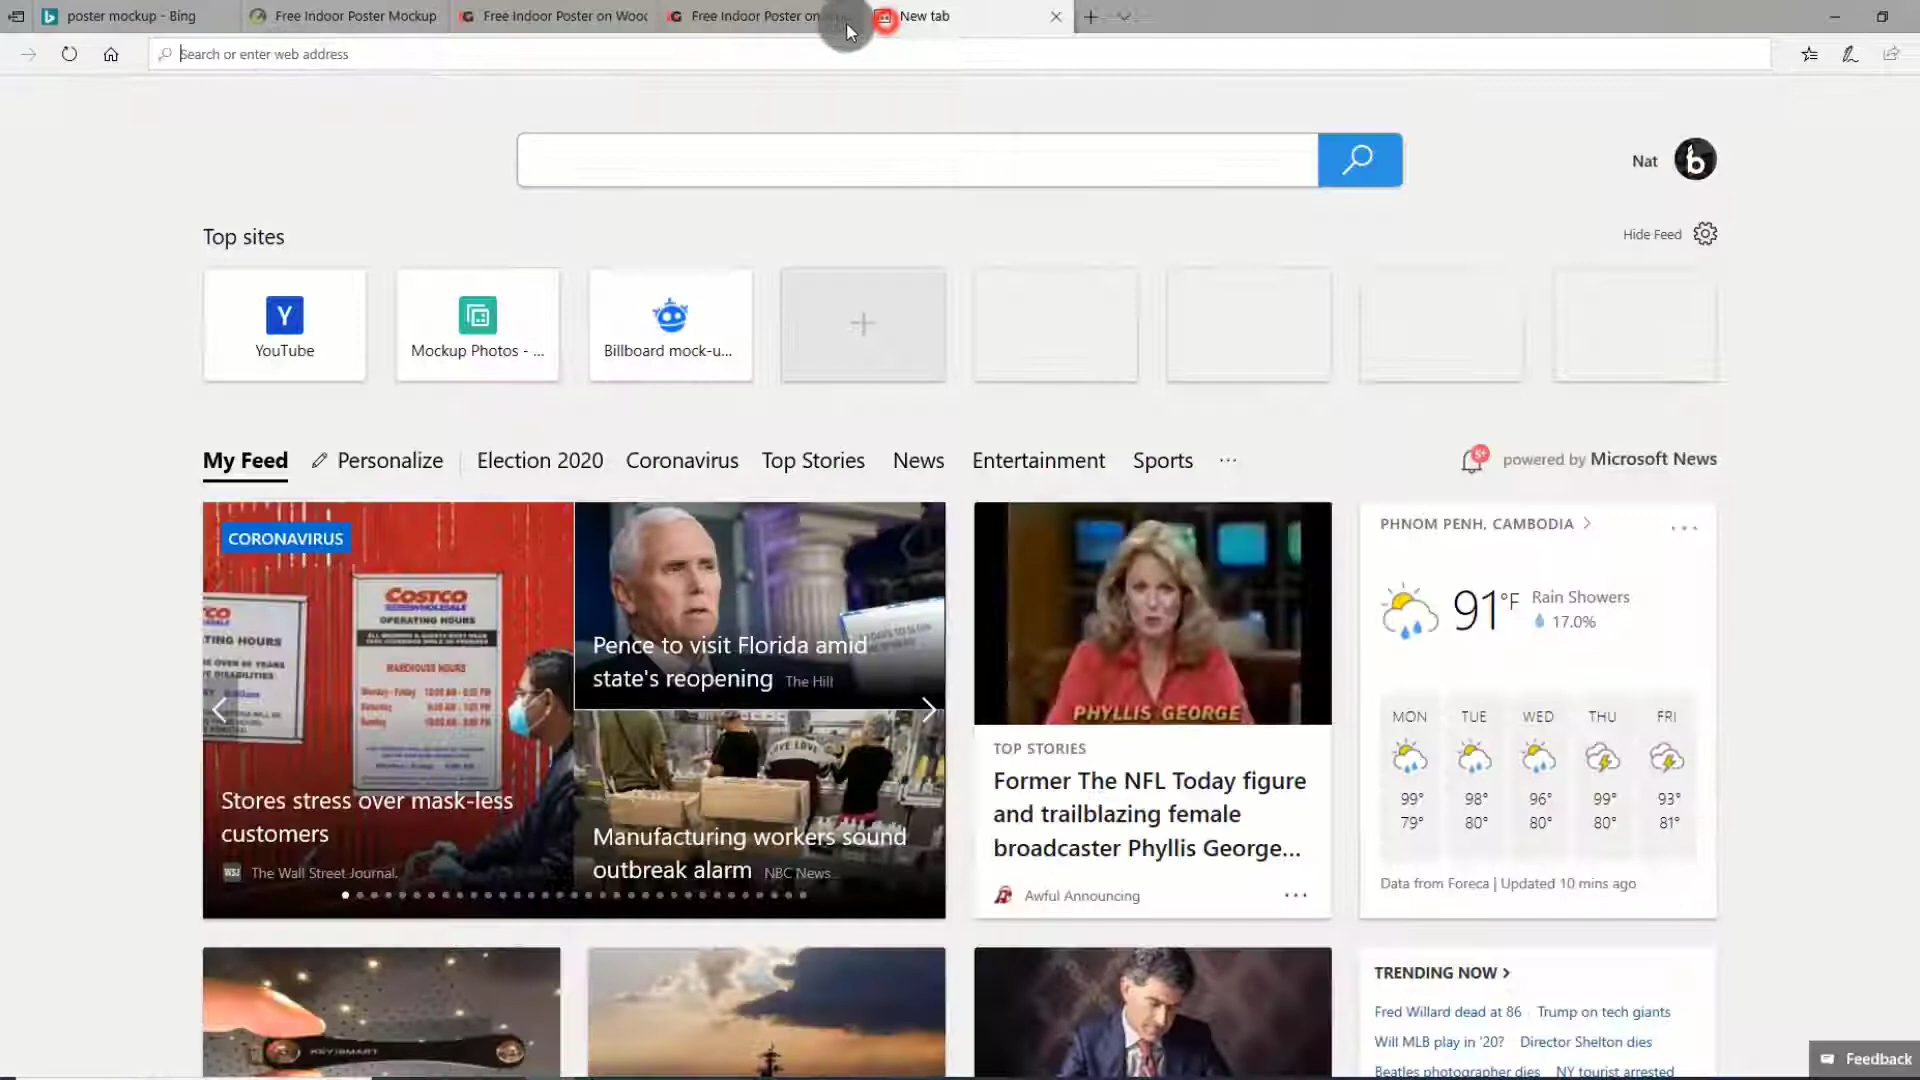 poster mockup - Bing
Free Indoor Poster Mockup
Free Indoor Poster on Wood
Free Indoor Poster on
New tab
Search or enter web address
Nat
Top sites
Hide Feed
YouTube
Mockup Photos - ...
Billboard mock-u...
My Feed
Personalize
Election 2020
Coronavirus
Top Stories
News
Entertainment
Sports
powered by Microsoft News
CORONAVIRUS
COSTCO
WHOLESALE
OPERATING HOURS
WAREHOUSE HOURS
Stores stress over mask-less
customers
WSJ The Wall Street Journal.
Pence to visit Florida amid
state's reopening The Hill
Manufacturing workers sound
outbreak alarm NBC News
PHYLLIS GEORGE
TOP STORIES
Former The NFL Today figure
and trailblazing female
broadcaster Phyllis George...
Awful Announcing
PHNOM PENH, CAMBODIA
91°F
Rain Showers
17.0%
MON TUE WED THU FRI
99° 98° 96° 99° 93°
79° 80° 80° 80° 81°
Data from Foreca | Updated 10 mins ago
KEYSMART
TRENDING NOW
Fred Willard dead at 86 Trump on tech giants
Will MLB play in '20? Director Shelton dies
Beatles photographer dies NY tourist arrested
Feedback